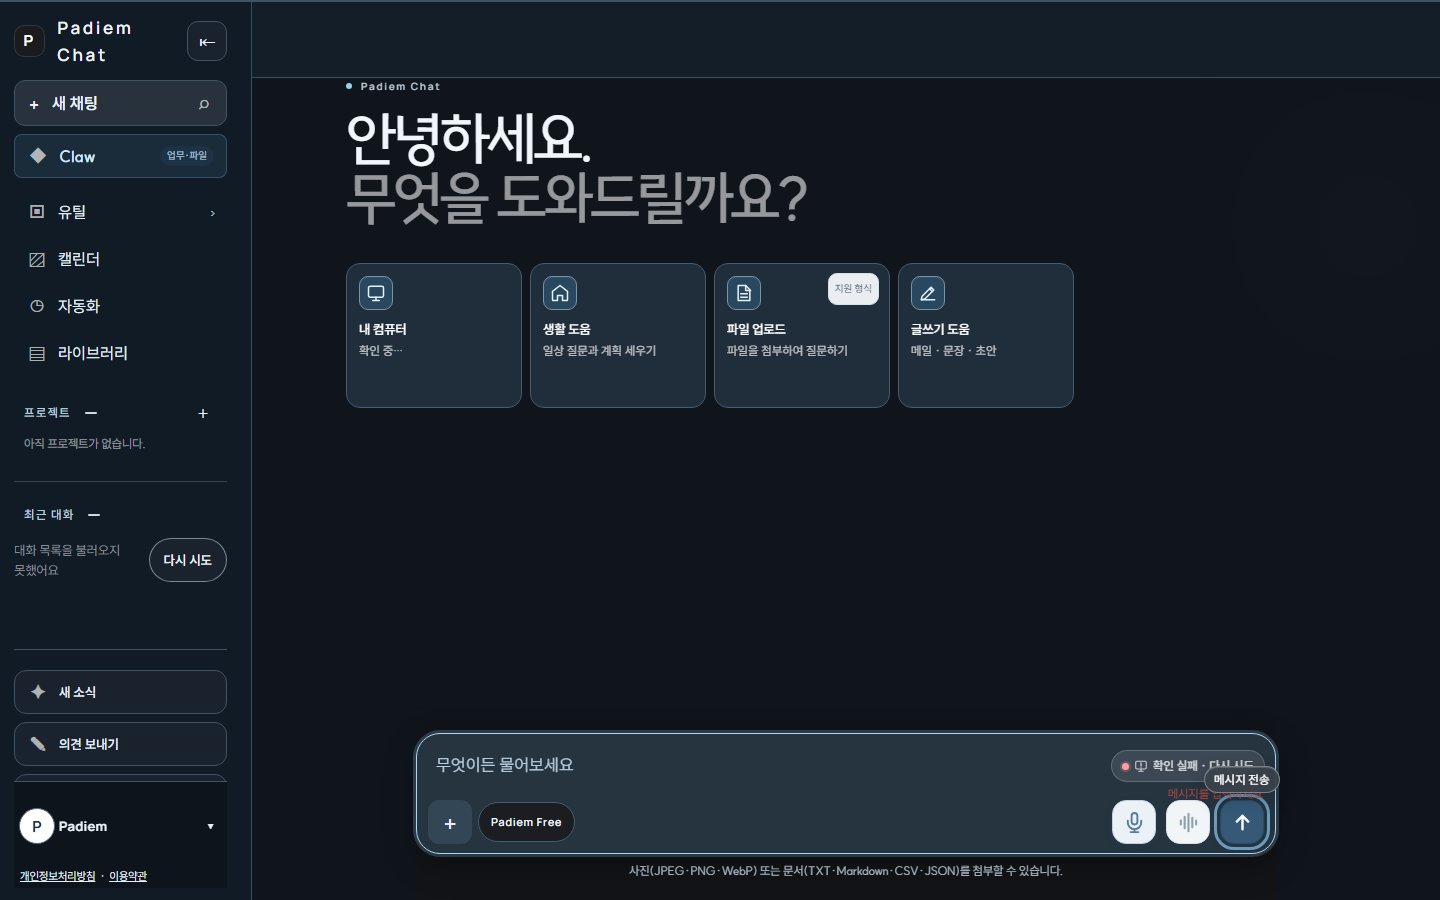 P
Padiem
Chat
새 채팅
Claw
업무·파일
유틸
캘린더
자동화
라이브러리
프로젝트
아직 프로젝트가 없습니다.
최근 대화
대화 목록을 불러오지
못했어요
다시 시도
새 소식
의견 보내기
P
Padiem
개인정보처리방침 · 이용약관
Padiem Chat
안녕하세요.
무엇을 도와드릴까요?
내 컴퓨터
확인 중…
생활 도움
일상 질문과 계획 세우기
지원 형식
파일 업로드
파일을 첨부하여 질문하기
글쓰기 도움
메일 · 문장 · 초안
무엇이든 물어보세요
확인 실패 · 다시 시도
메시지 전송
메시지를
+
Padiem Free
사진(JPEG·PNG·WebP) 또는 문서(TXT·Markdown·CSV·JSON)를 첨부할 수 있습니다.